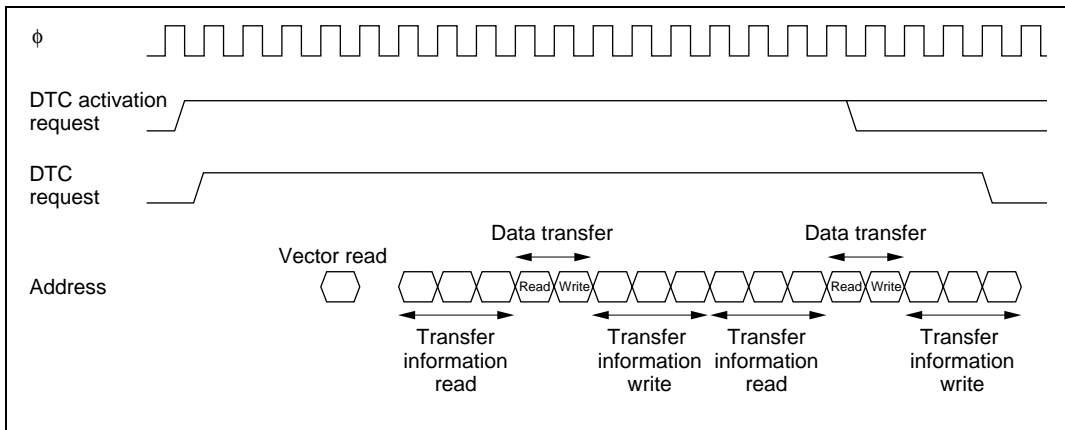 ϕ
DTC activation
request
DTC
request
Data transfer
Data transfer
Vector read
Address
Read Write
Read Write
Transfer
information
read
Transfer
information
write
Transfer
information
read
Transfer
information
write